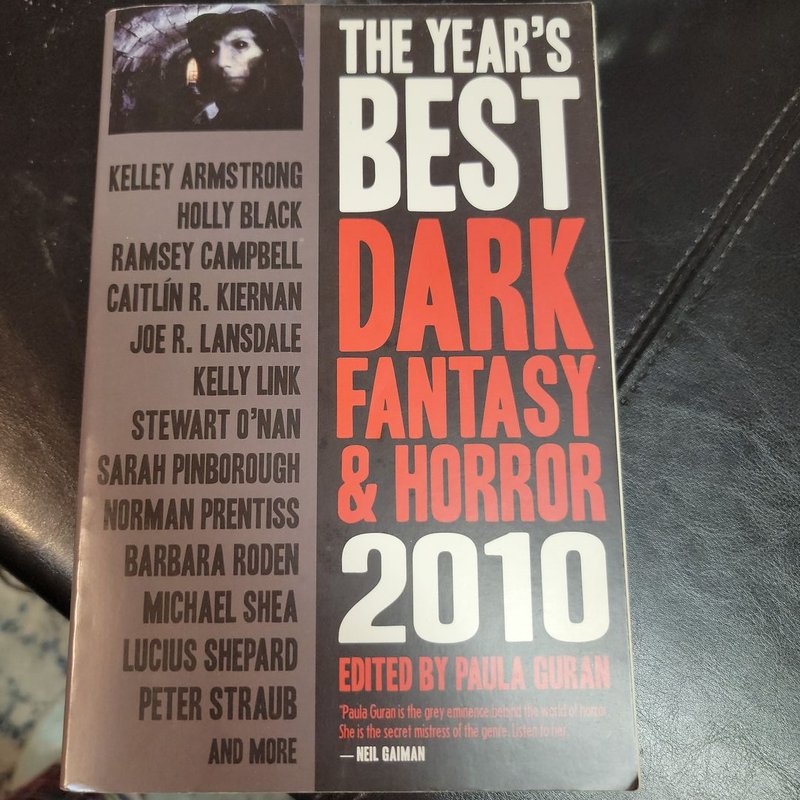 THE YEAR'S
BEST
DARK
FANTASY
& HORROR
2010
EDITED BY PAULA GURAN
"Paula Guran is the grey eminence behind the world of horror.
She is the secret mistress of the genre. Listen to her.
— NEIL GAIMAN
KELLEY ARMSTRONG
HOLLY BLACK
RAMSEY CAMPBELL
CAITLÍN R. KIERNAN
JOE R. LANSDALE
KELLY LINK
STEWART O'NAN
SARAH PINBOROUGH
NORMAN PRENTISS
BARBARA RODEN
MICHAEL SHEA
LUCIUS SHEPARD
PETER STRAUB
AND MORE